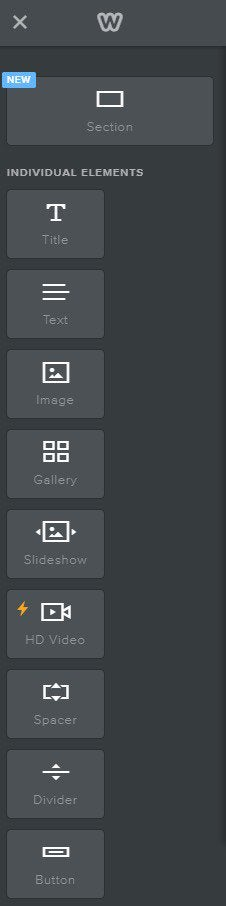 NEW
Section
INDIVIDUAL ELEMENTS
Title
Text
Image
Gallery
Slideshow
HD Video
Spacer
Divider
Button